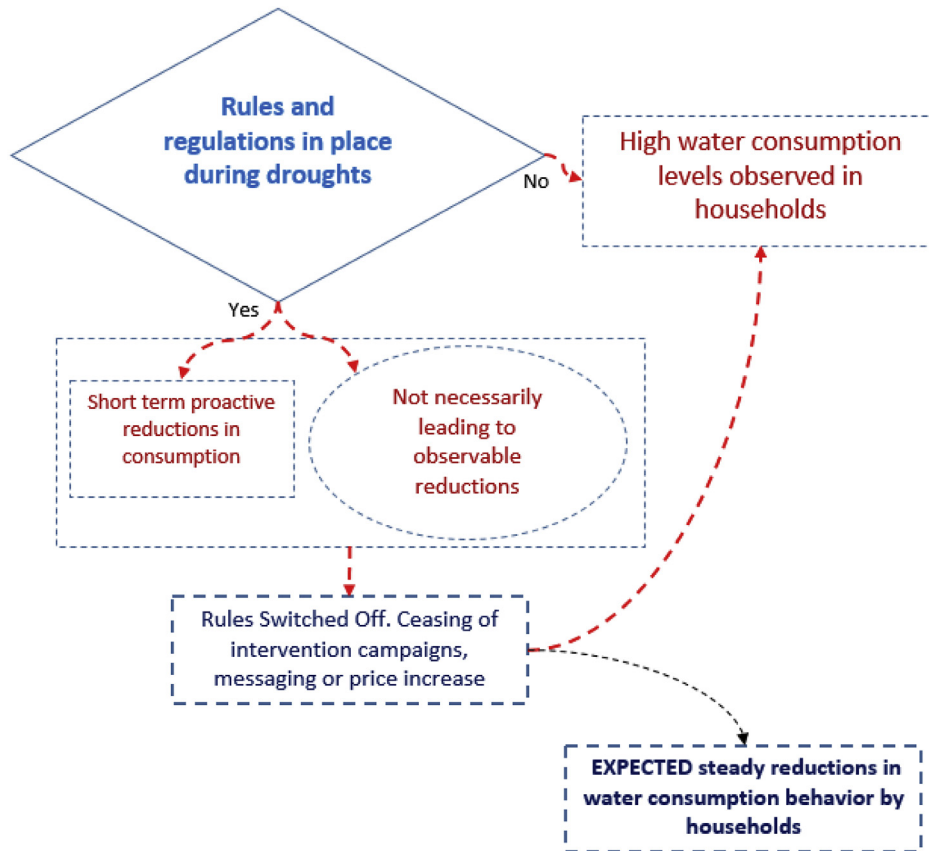 Rules and
regulations in place
during droughts
No
High water consumption
levels observed in
households
Yes
Short term proactive
reductions in
consumption
Not necessarily
leading to
observable
reductions
Rules Switched Off. Ceasing of
intervention campaigns,
messaging or price increase
EXPECTED steady reductions in
water consumption behavior by
households